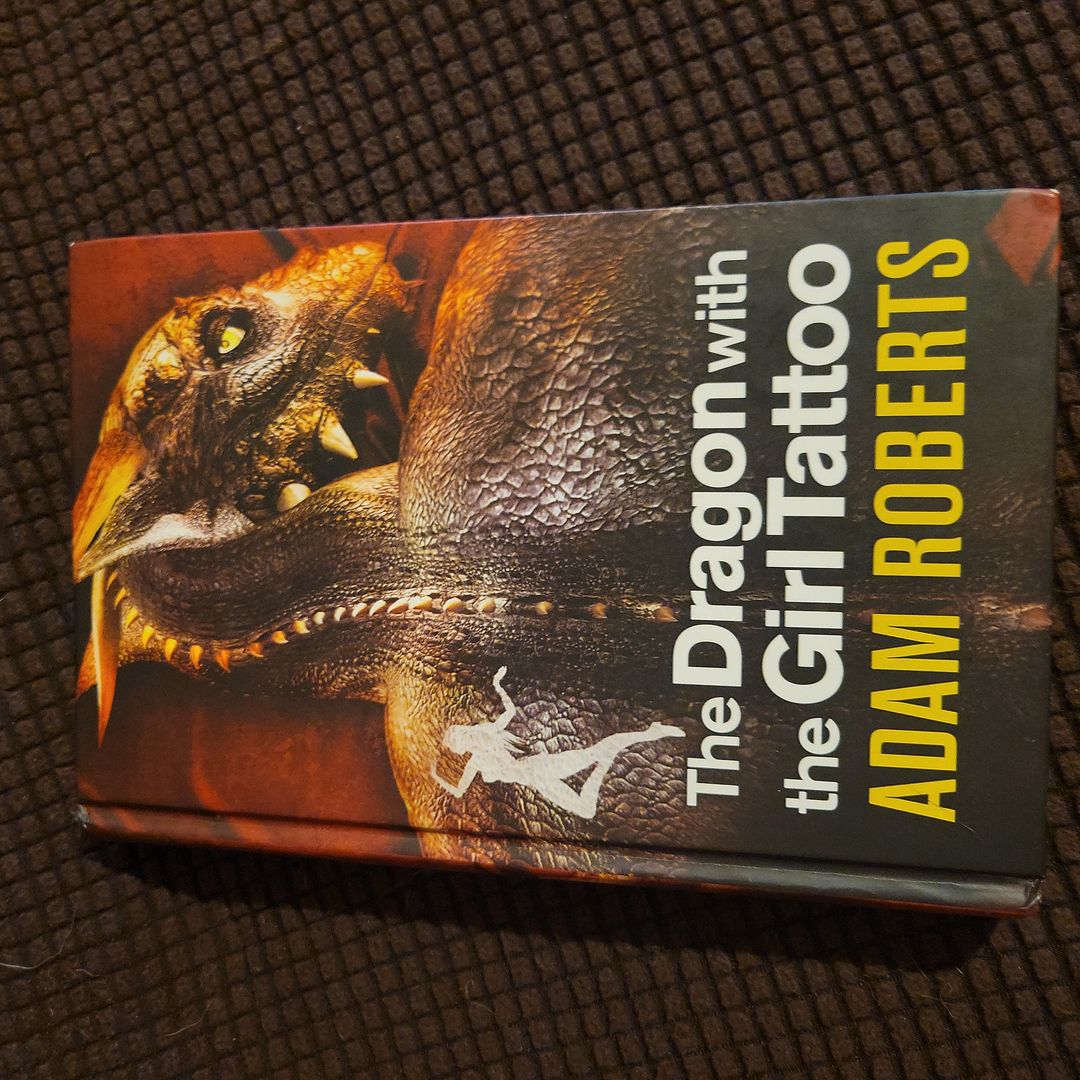 The Dragon with
the Girl Tattoo
ADAM ROBERTS